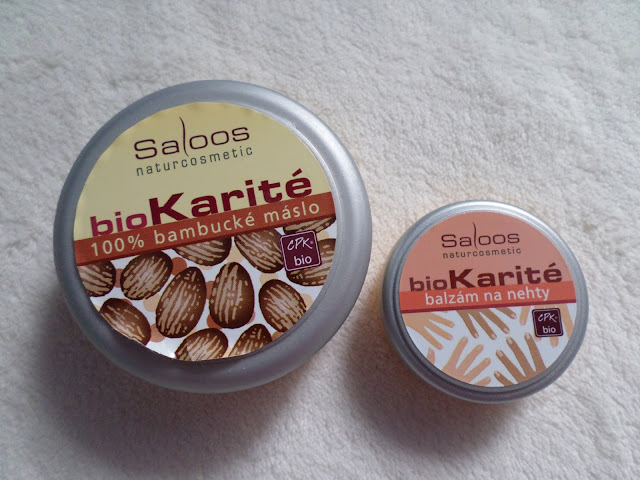 Saloos
naturcosmetic
bioKarité
100% bambucké máslo
CPK®
bio
Saloos
naturcosmetic
bioKarité
balzám na nehty
CPK®
bio